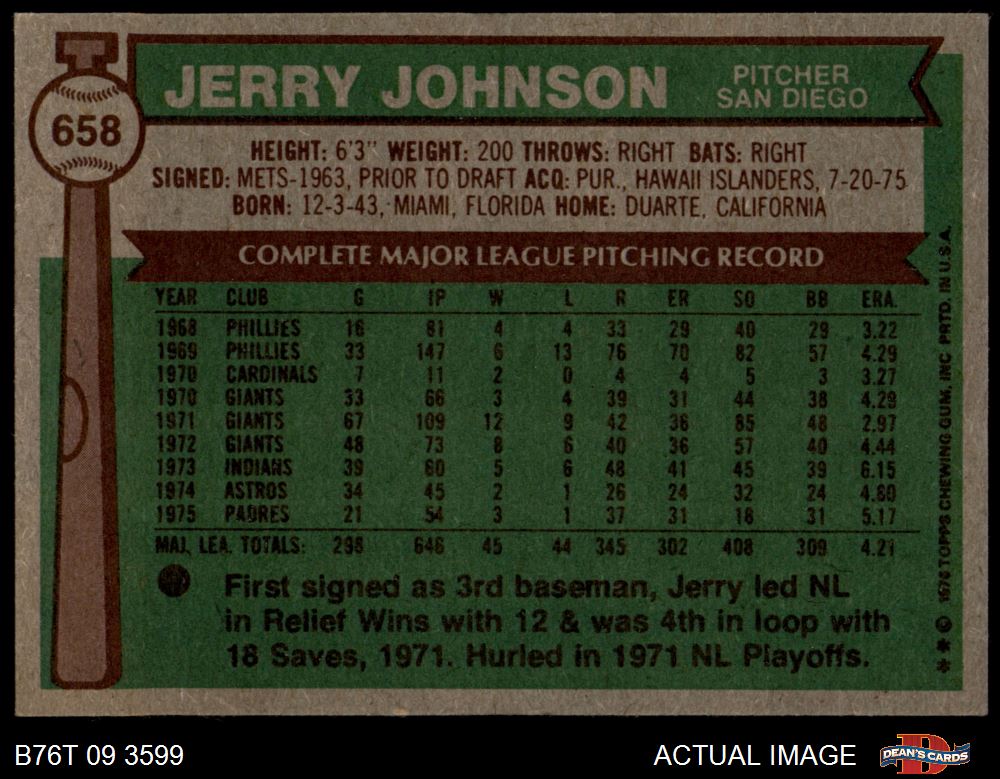 658
JERRY JOHNSON
PITCHER
SAN DIEGO
HEIGHT: 6'3" WEIGHT: 200 THROWS: RIGHT BATS: RIGHT
SIGNED: METS-1963, PRIOR TO DRAFT ACQ: PUR., HAWAII ISLANDERS, 7-20-75
BORN: 12-3-43, MIAMI, FLORIDA HOME: DUARTE, CALIFORNIA
COMPLETE MAJOR LEAGUE PITCHING RECORD
YEAR CLUB G IP W L R ER SO BB ERA.
1968 PHILLIES 16 81 4 4 33 29 40 29 3.22
1969 PHILLIES 33 147 6 13 76 70 82 57 4.29
1970 CARDINALS 7 11 2 0 4 4 5 3 3.27
1970 GIANTS 33 66 3 4 39 31 44 38 4.29
1971 GIANTS 67 109 12 9 42 36 85 48 2.97
1972 GIANTS 48 73 8 6 40 36 57 40 4.44
1973 INDIANS 39 60 5 6 48 41 45 39 6.15
1974 ASTROS 34 45 2 1 26 24 32 24 4.80
1975 PADRES 21 54 3 1 37 31 18 31 5.17
MAJ. LEA. TOTALS: 298 646 45 44 345 302 408 309 4.21
First signed as 3rd baseman, Jerry led NL
in Relief Wins with 12 & was 4th in loop with
18 Saves, 1971. Hurled in 1971 NL Playoffs.
* * © 1976 TOPPS CHEWING GUM, INC. PRTD. IN U.S.A.
B76T 09 3599
ACTUAL IMAGE
DEAN'S CARDS